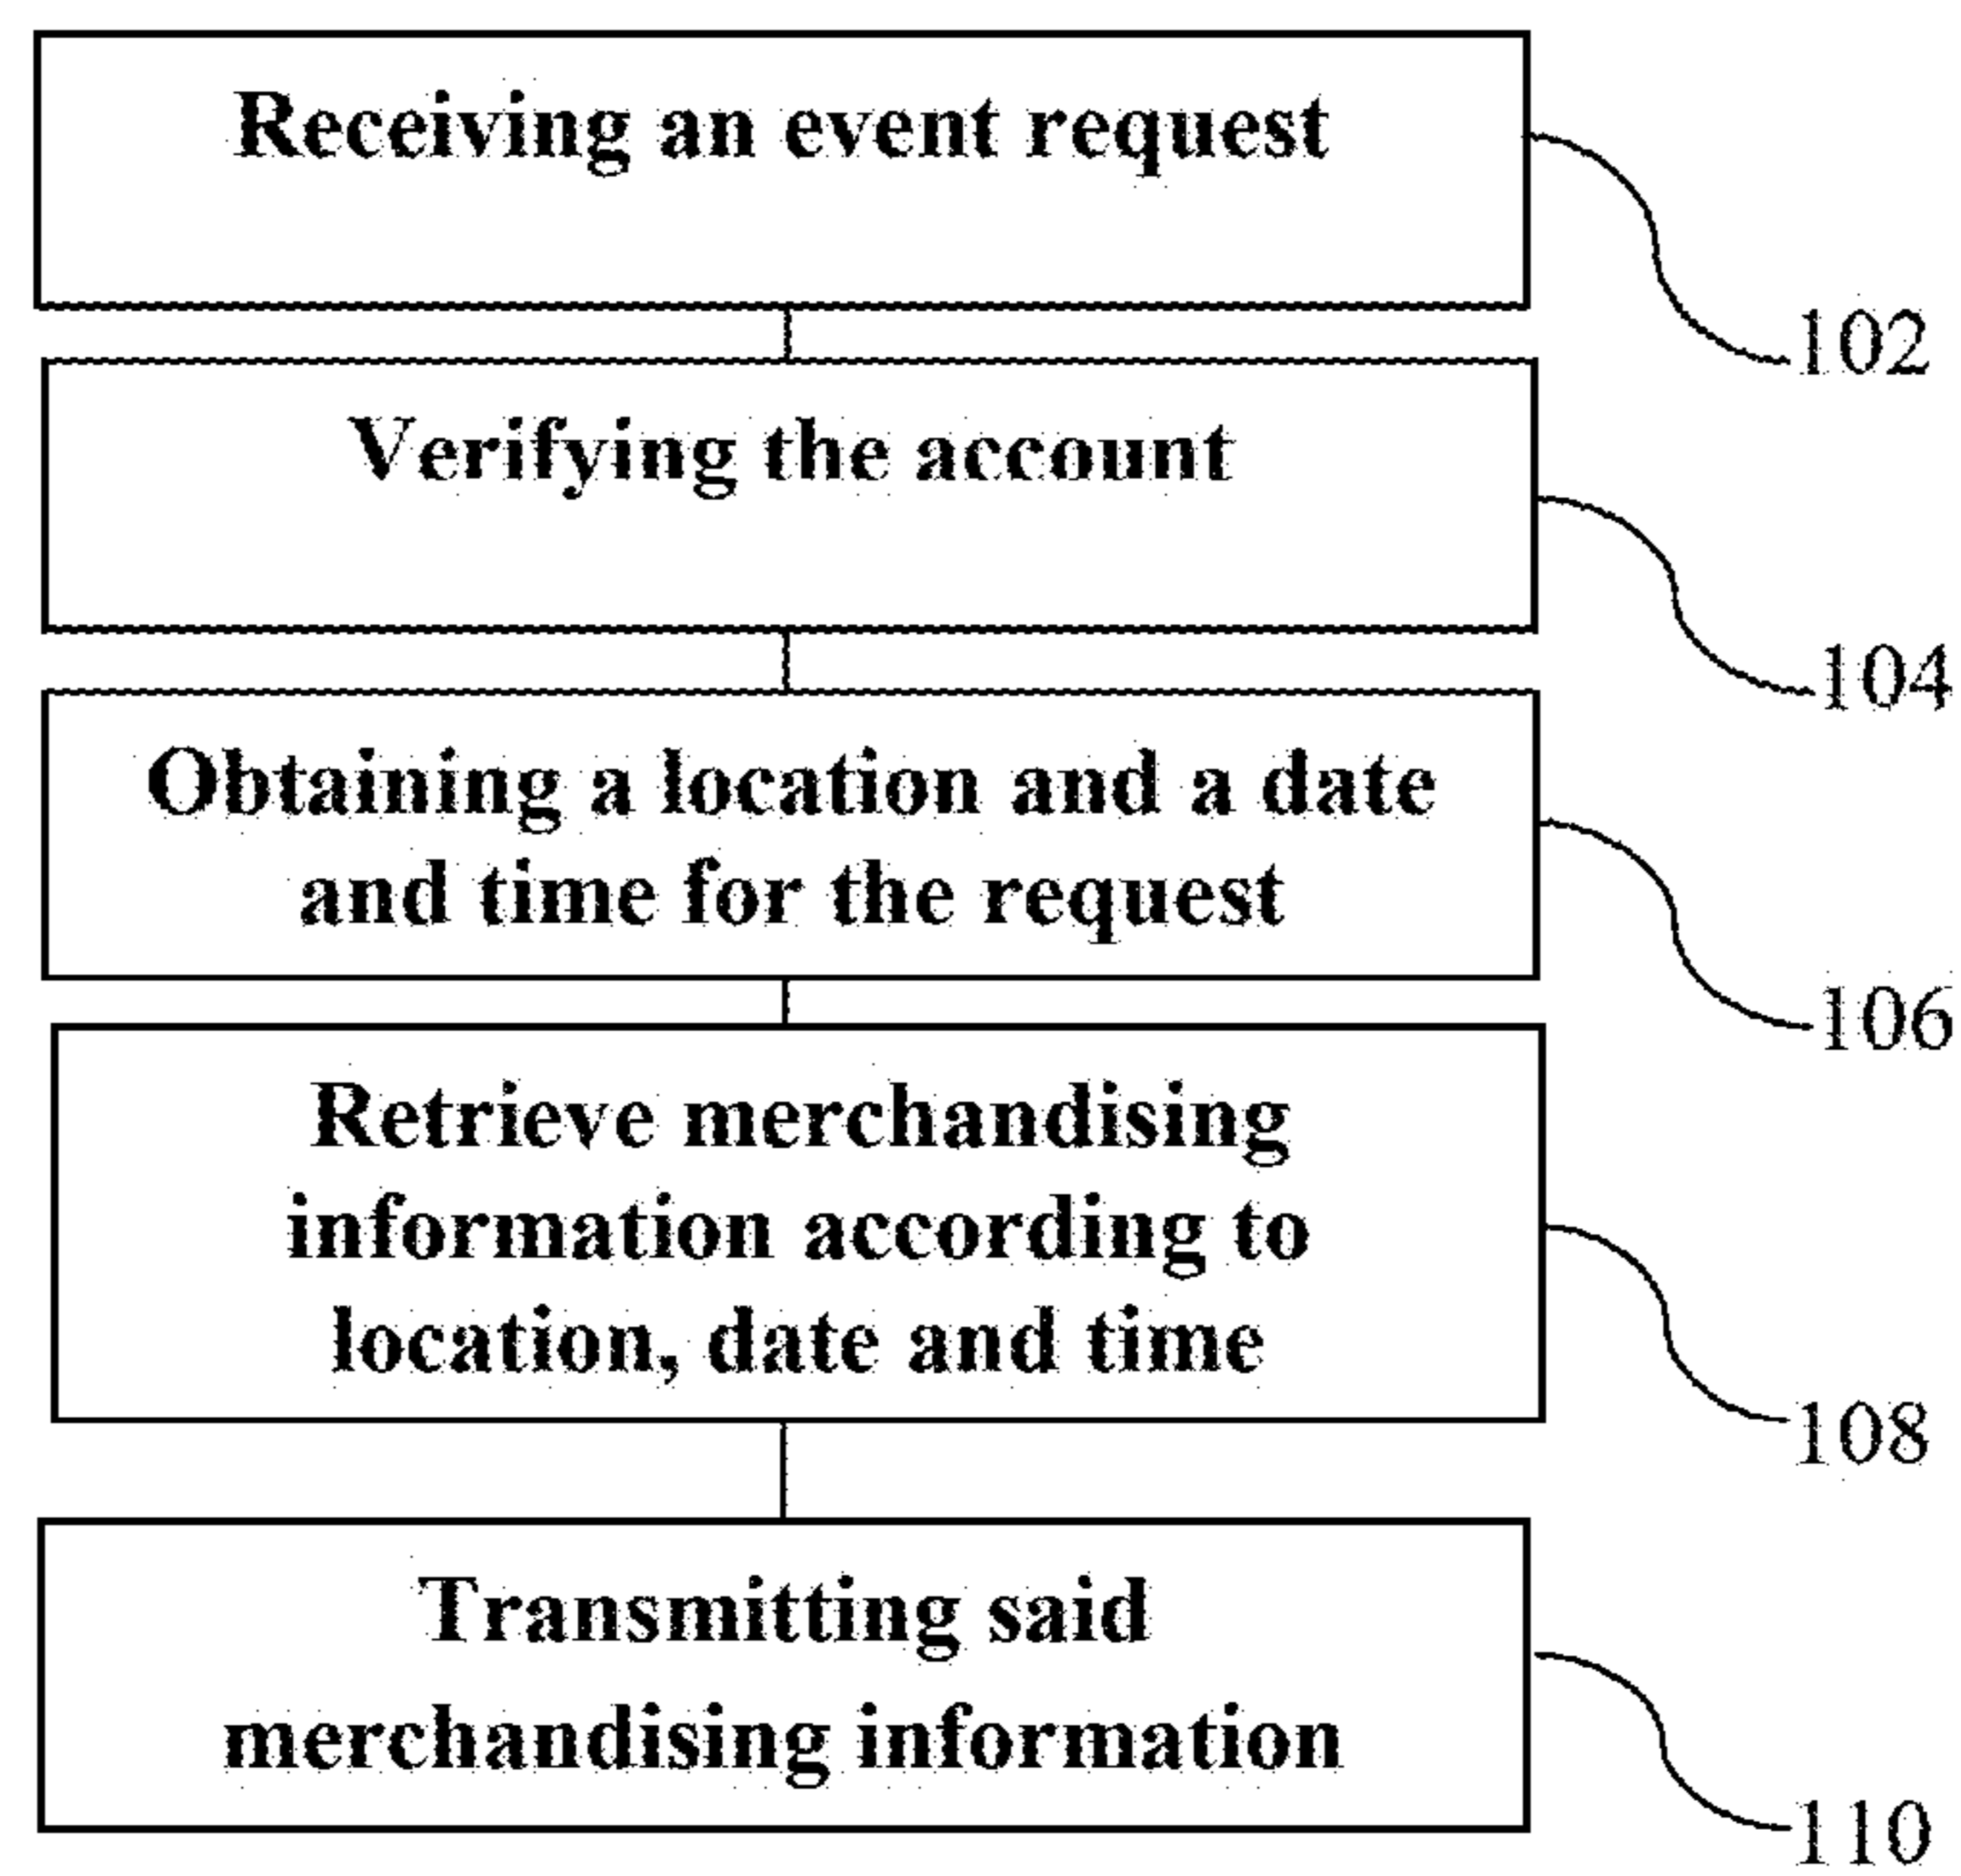 Receiving an event request
102
Verifying the account
104
Obtaining a location and a date
and time for the request
106
Retrieve merchandising
information according to
location, date and time
108
Transmitting said
merchandising information
110